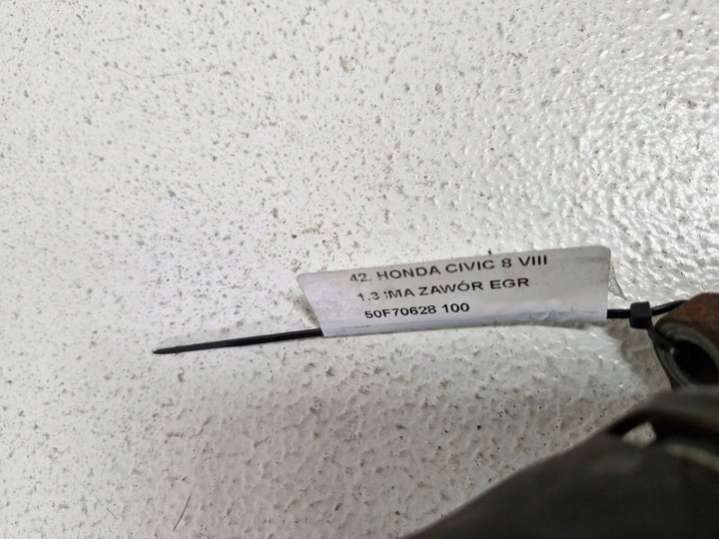 42. HONDA CIVIC 8 VIII
1.3 IMA ZAWÓR EGR
50F70628 100